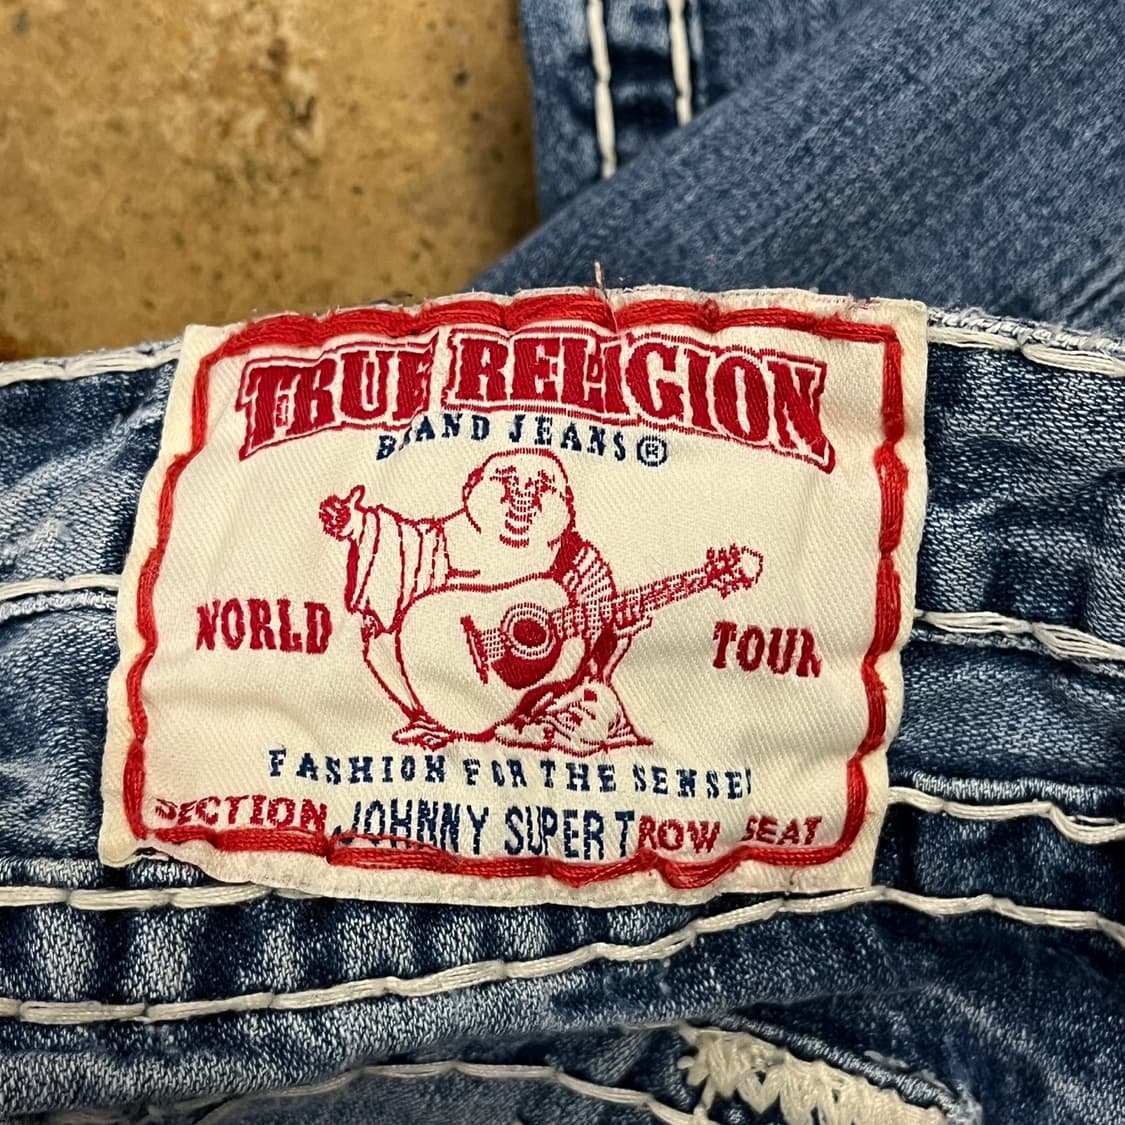 TRUE RELIGION
BRAND JEANS®
WORLD TOUR
FASHION FOR THE SENSES
SECTION JOHNNY SUPER T ROW SEAT